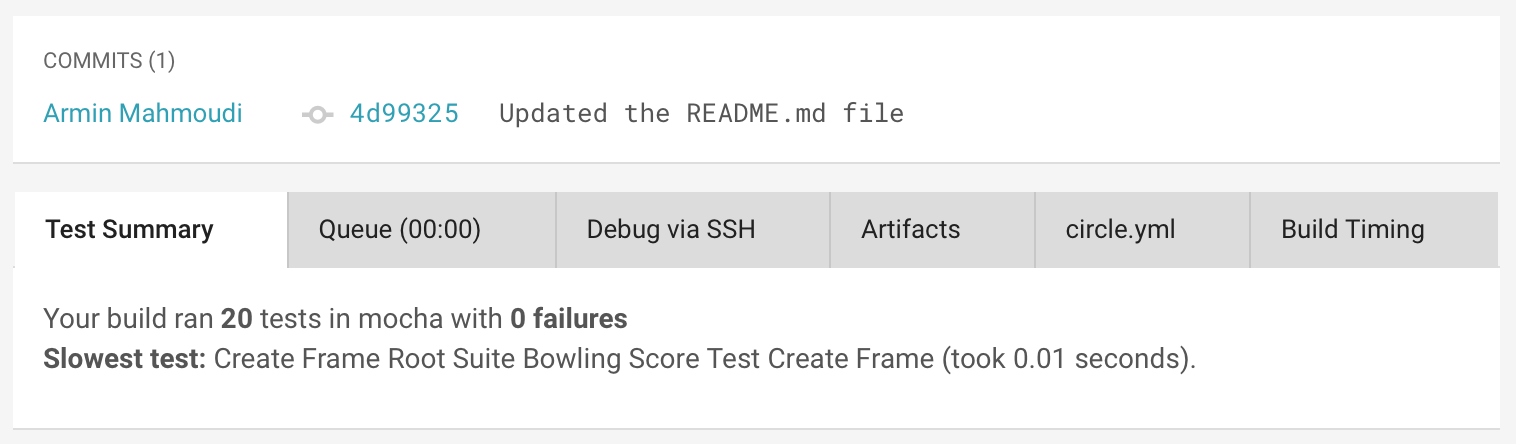 COMMITS (1)
Armin Mahmoudi 4d99325 Updated the README.md file
Test Summary Queue (00:00) Debug via SSH Artifacts circle.yml Build Timing
Your build ran 20 tests in mocha with 0 failures
Slowest test: Create Frame Root Suite Bowling Score Test Create Frame (took 0.01 seconds).